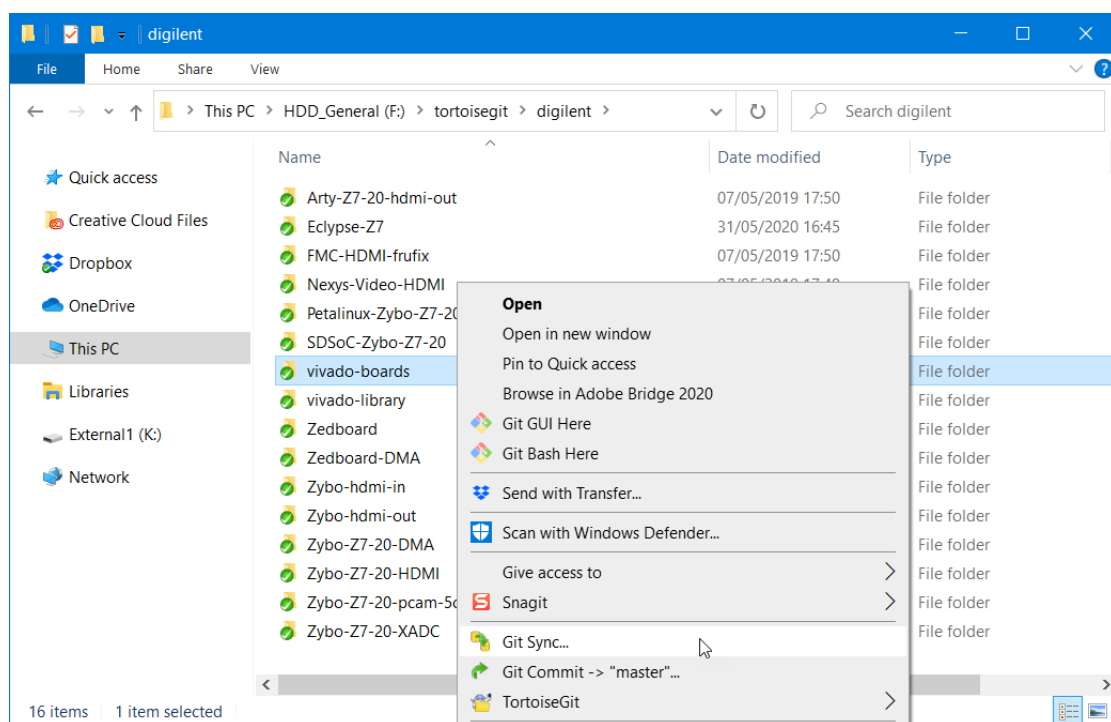 digilent
File Home Share View
This PC > HDD_General (F:) > tortoisegit > digilent >
Search digilent
Name Date modified Type
Quick access
Creative Cloud Files
Dropbox
OneDrive
This PC
Libraries
External1 (K:)
Network
Arty-Z7-20-hdmi-out 07/05/2019 17:50 File folder
Eclypse-Z7 31/05/2020 16:45 File folder
FMC-HDMI-frufix 07/05/2019 17:50 File folder
Nexys-Video-HDMI File folder
Petalinux-Zybo-Z7-20 File folder
SDSoC-Zybo-Z7-20 File folder
vivado-boards File folder
vivado-library File folder
Zedboard File folder
Zedboard-DMA File folder
Zybo-hdmi-in File folder
Zybo-hdmi-out File folder
Zybo-Z7-20-DMA File folder
Zybo-Z7-20-HDMI File folder
Zybo-Z7-20-pcam-5c File folder
Zybo-Z7-20-XADC File folder
Open
Open in new window
Pin to Quick access
Browse in Adobe Bridge 2020
Git GUI Here
Git Bash Here
Send with Transfer...
Scan with Windows Defender...
Give access to
Snagit
Git Sync...
Git Commit -> "master"...
TortoiseGit
16 items 1 item selected